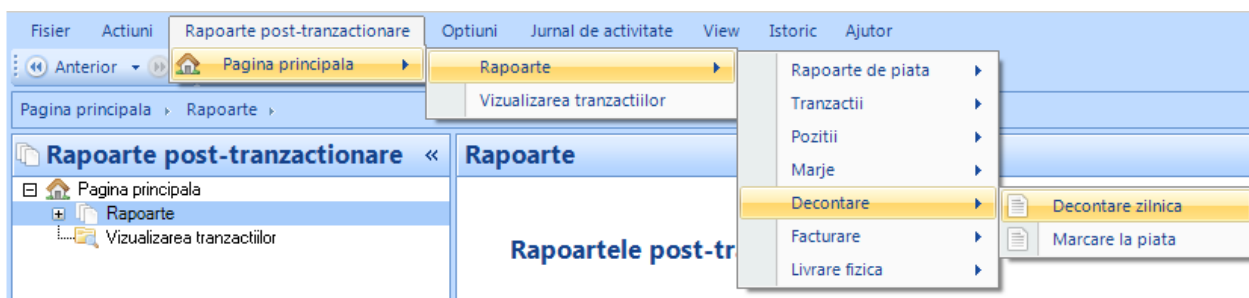 Fisier Actiuni Rapoarte post-tranzactionare Optiuni Jurnal de activitate View Istoric Ajutor
Anterior Pagina principala Rapoarte Rapoarte de piata
Pagina principala Rapoarte Vizualizarea tranzactiilor Tranzactii
Pozitii
Rapoarte post-tranzactionare « Rapoarte Marje
Pagina principala Decontare Decontare zilnica
Rapoarte Facturare Marcare la piata
Vizualizarea tranzactiilor Rapoartele post-tr Livrare fizica